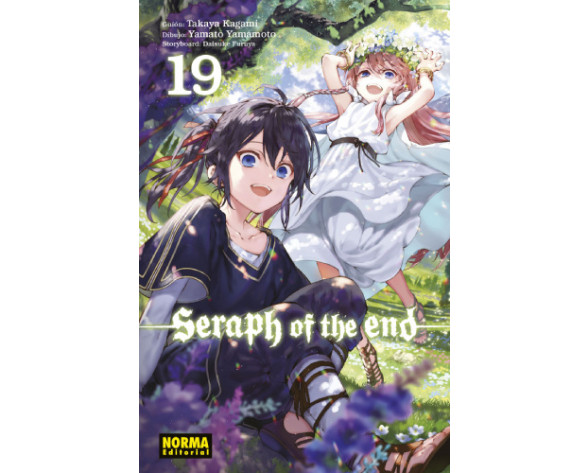 Guión: Takaya Kagami
Dibujo: Yamato Yamamoto
Storyboard: Daisuke Furuya
19
Seraph of the end
NORMA
Editorial